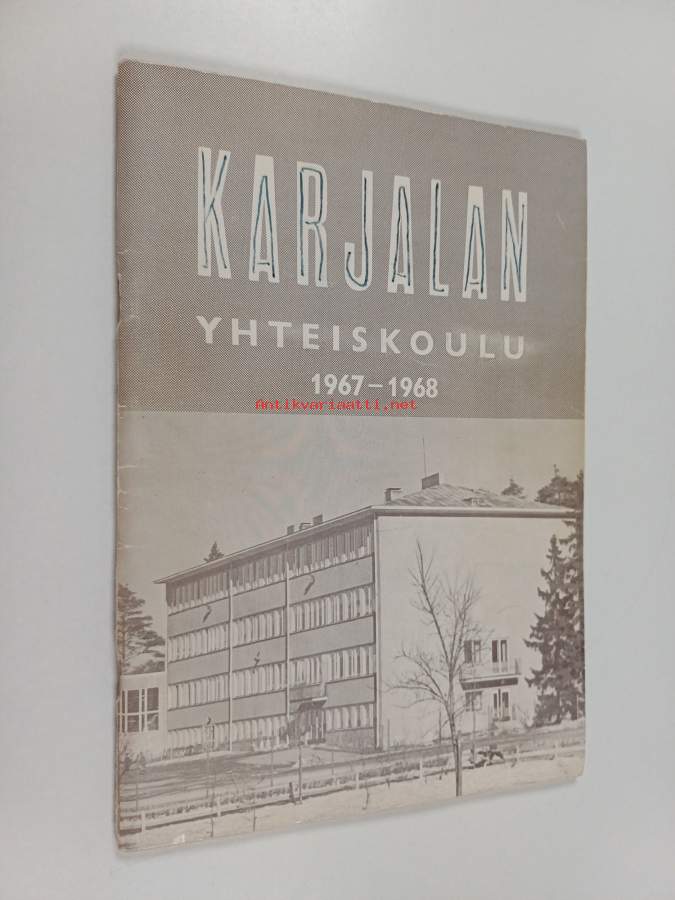 KARJALAN
YHTEISKOULU
1967-1968
Antikvariaatti.net